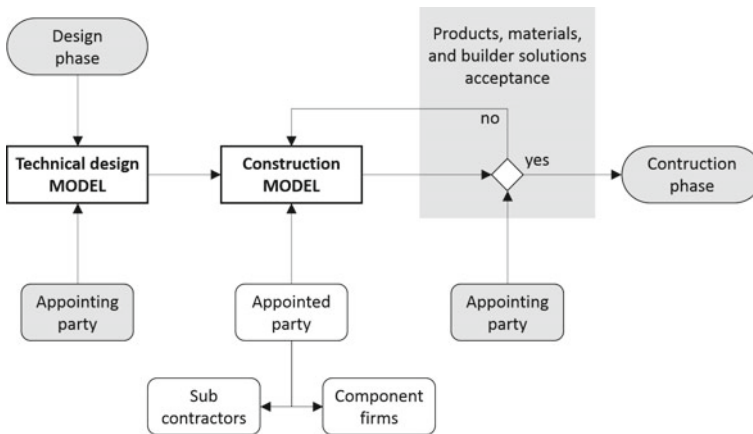 Design
phase
Products, materials,
and builder solutions
acceptance
no
Technical design
MODEL
Construction
MODEL
yes
Contruction
phase
Appointing
party
Appointed
party
Appointing
party
Sub
contractors
Component
firms